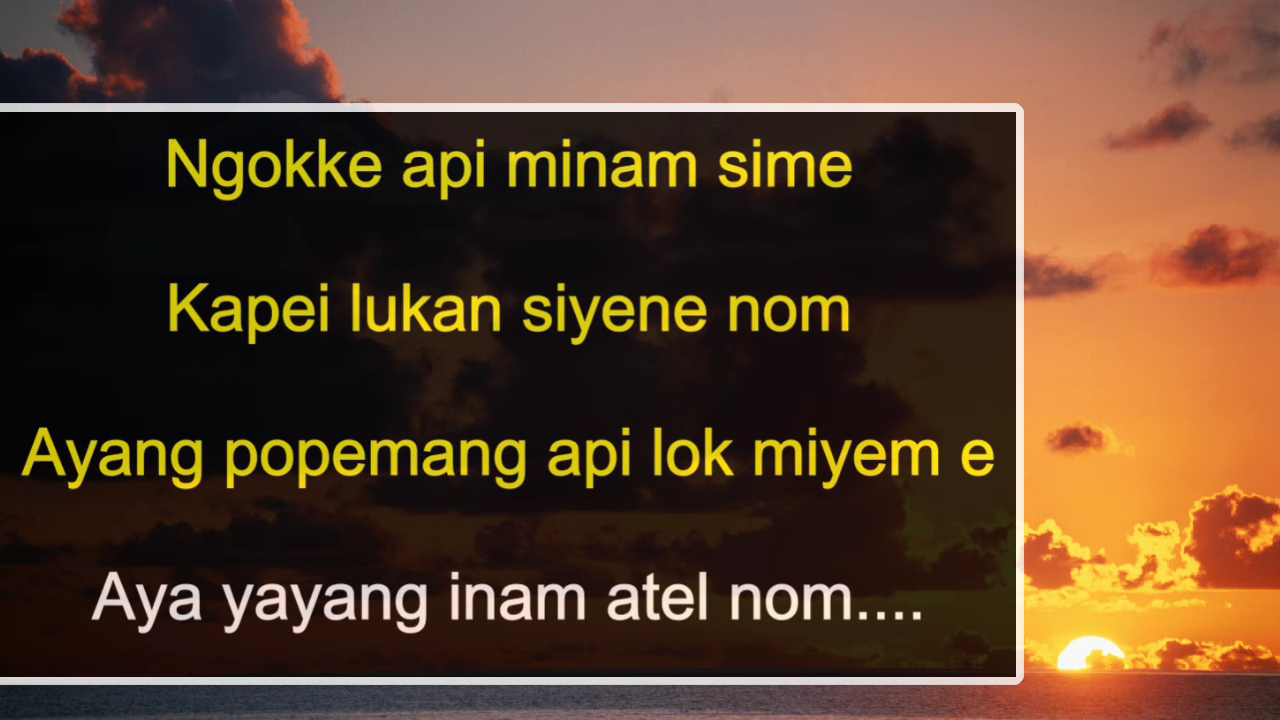 Ngokke api minam sime
Kapei lukan siyene nom
Ayang popemang api lok miyem e
Aya yayang inam atel nom....